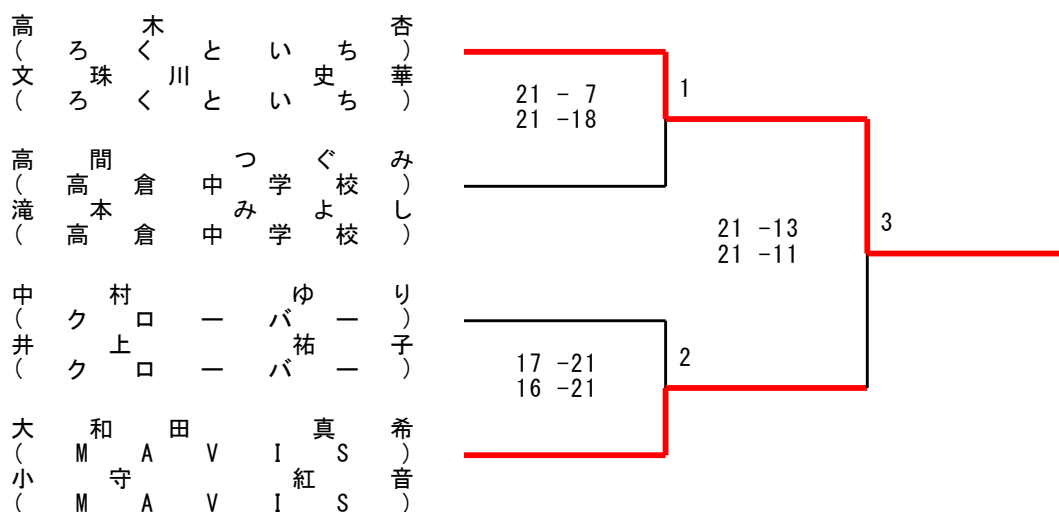 高木杏
(ろくといち)
文珠川史華
(ろくといち)
21 - 7
21 -18
1
高間つぐみ
(高倉中学校)
滝本みよし
(高倉中学校)
21 -13
21 -11
3
中村ゆり
(クローバー)
井上祐子
(クローバー)
17 -21
16 -21
2
大和田真希
(MAVIS)
小守紅音
(MAVIS)